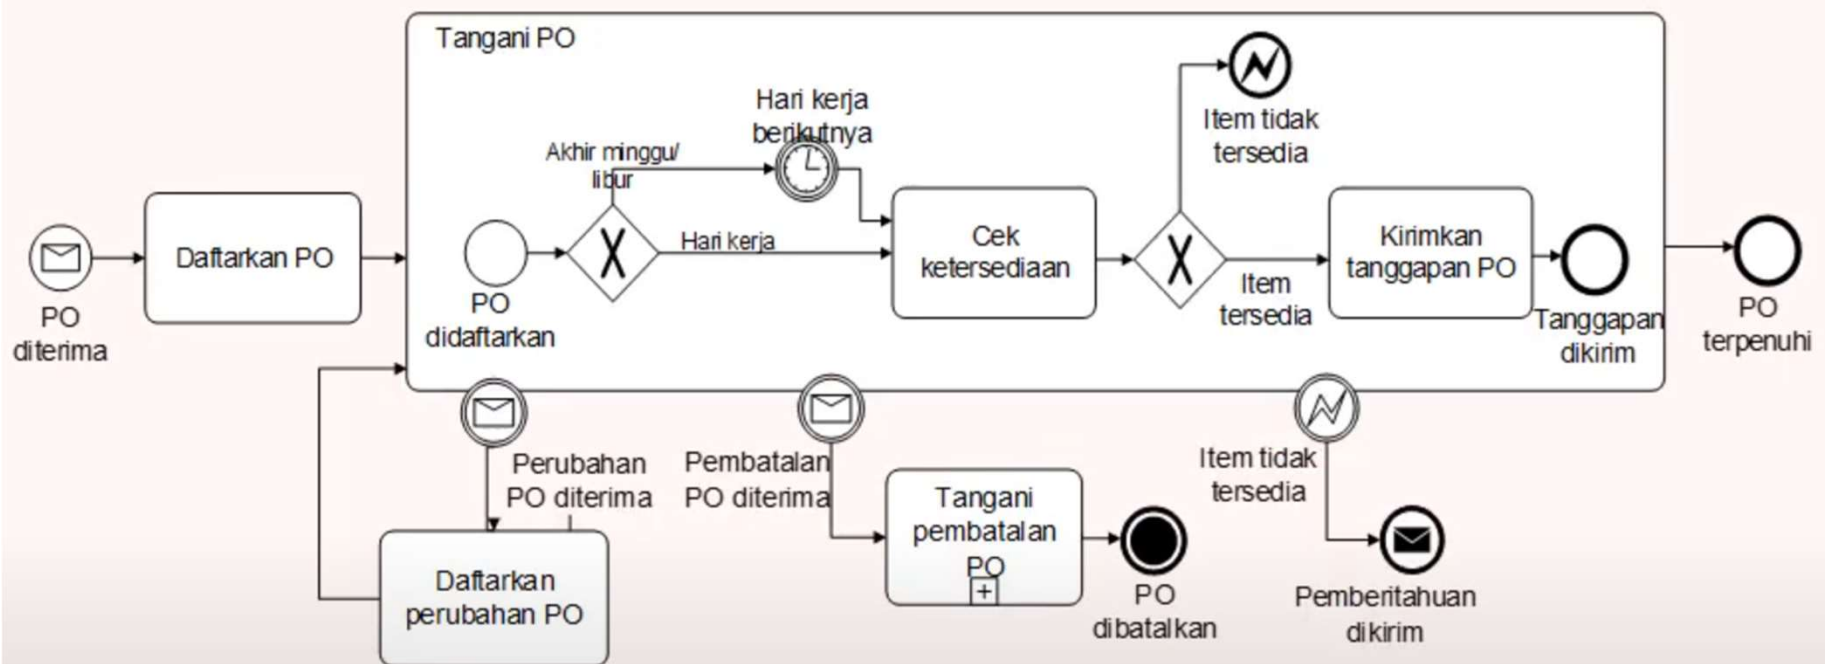 Tangani PO
Hari kerja
berikutnya
Item tidak
tersedia
Akhir minggu/
libur
Daftarkan PO
PO
diterima
PO
didaftarkan
Hari kerja
Cek
ketersediaan
Item
tersedia
Kirimkan
tanggapan PO
Tanggapan
dikirim
PO
terpenuhi
Perubahan
PO diterima
Daftarkan
perubahan PO
Pembatalan
PO diterima
Tangani
pembatalan
PO
PO
dibatalkan
Item tidak
tersedia
Pemberitahuan
dikirim